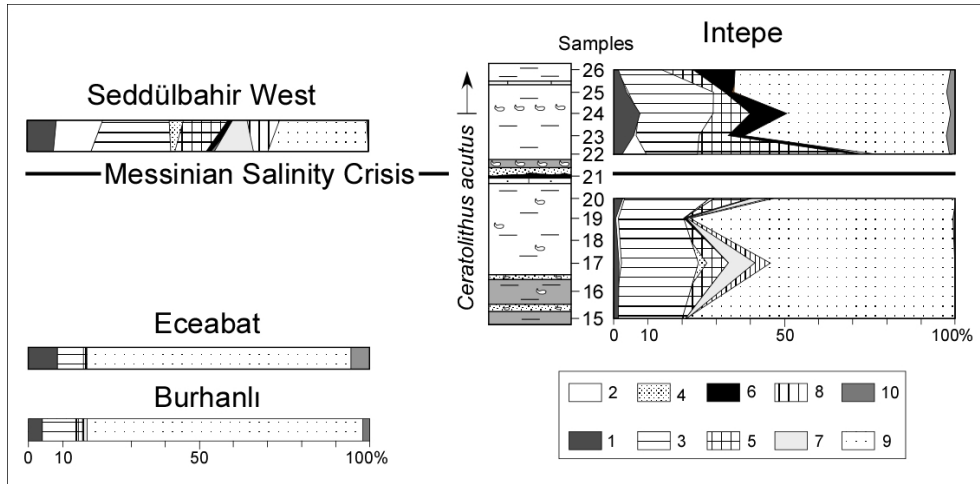 Seddülbahir West
Messinian Salinity Crisis
Eceabat
Burhanlı
0 10 50 100%
Samples
Ceratolithus acutus
26
25
24
23
22
21
20
19
18
17
16
15
Intepe
0 10 50 100%
2 4 6 8 10
1 3 5 7 9